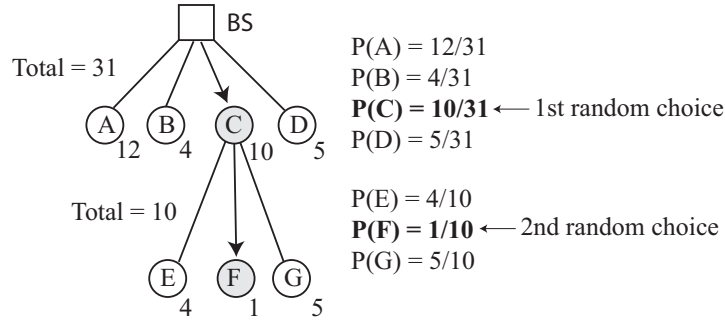 BS
Total = 31
A B C D
12 4 10 5
Total = 10
E F G
4 1 5
P(A) = 12/31
P(B) = 4/31
P(C) = 10/31 1st random choice
P(D) = 5/31
P(E) = 4/10
P(F) = 1/10 2nd random choice
P(G) = 5/10